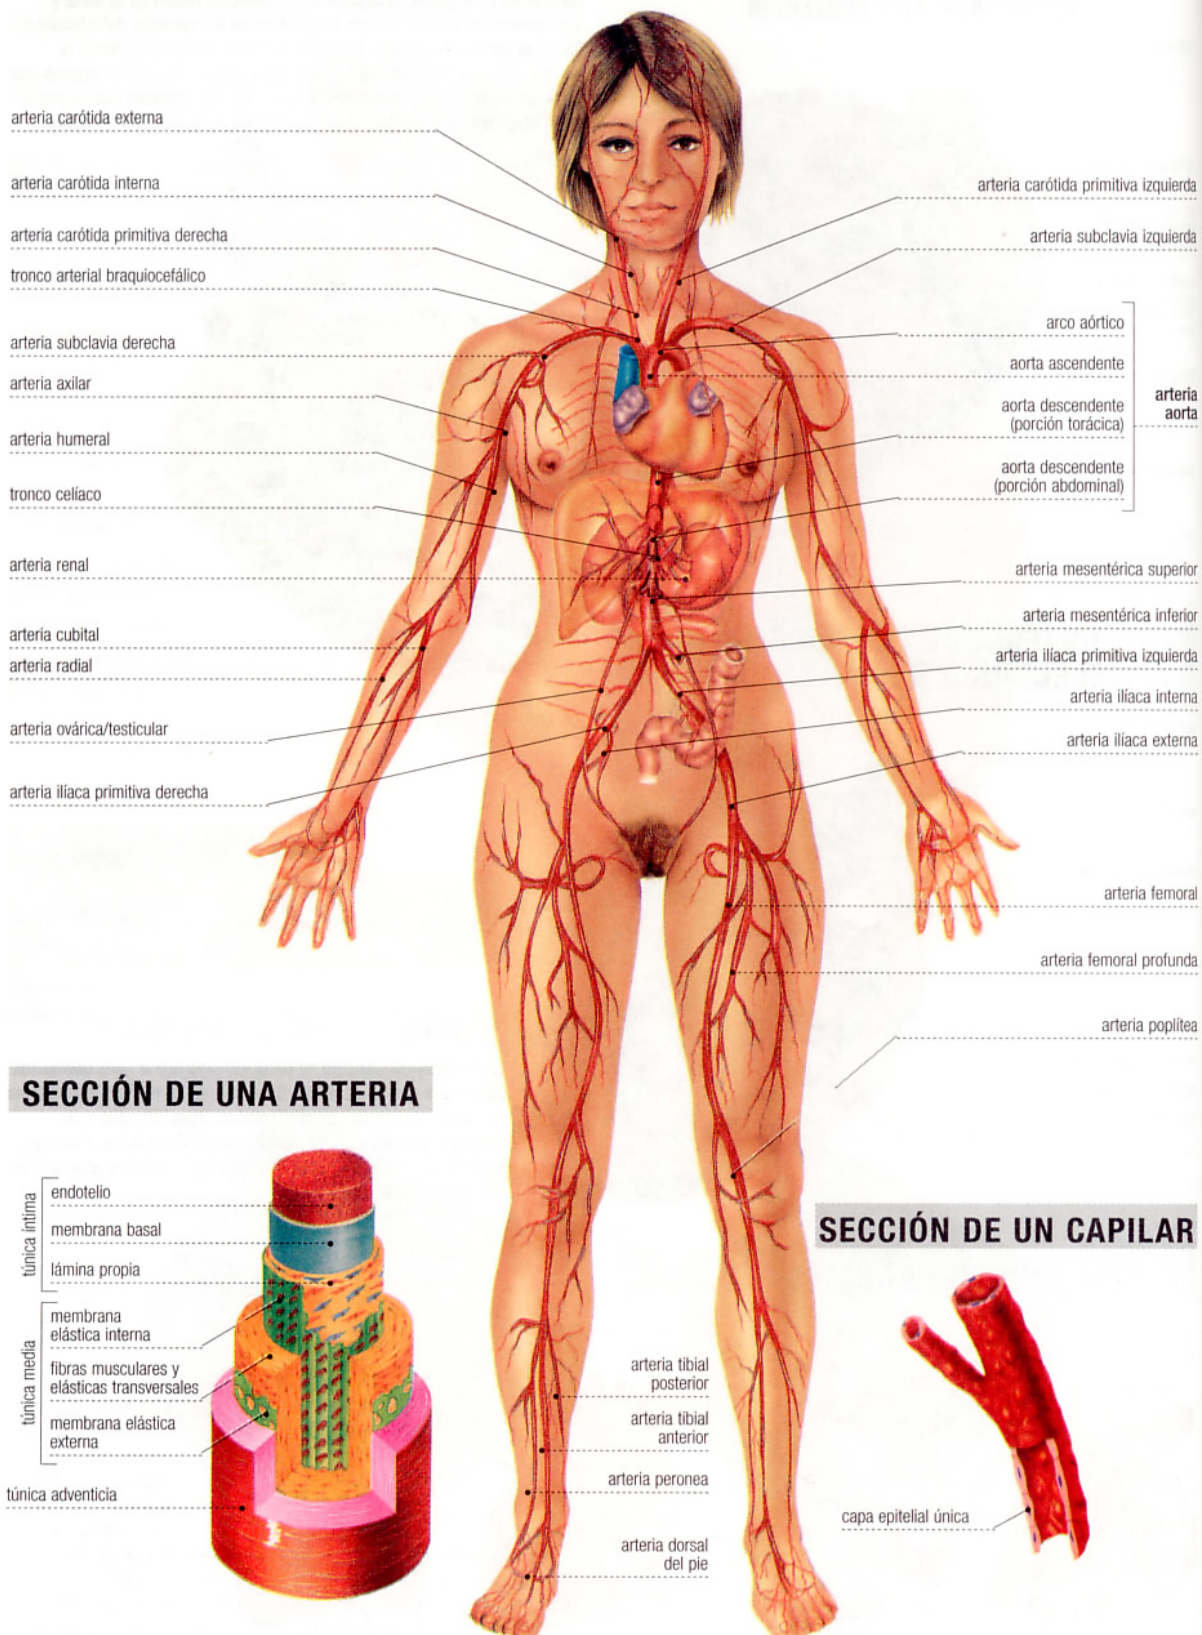 arteria carótida externa
arteria carótida interna
arteria carótida primitiva derecha
tronco arterial braquiocefálico
arteria subclavia derecha
arteria axilar
arteria humeral
tronco celíaco
arteria renal
arteria cubital
arteria radial
arteria ovárica/testicular
arteria ilíaca primitiva derecha
arteria carótida primitiva izquierda
arteria subclavia izquierda
arco aórtico
aorta ascendente
aorta descendente
(porción torácica)
aorta descendente
(porción abdominal)
arteria
aorta
arteria mesentérica superior
arteria mesentérica inferior
arteria ilíaca primitiva izquierda
arteria ilíaca interna
arteria ilíaca externa
arteria femoral
arteria femoral profunda
arteria poplítea
SECCIÓN DE UNA ARTERIA
túnica íntima
endotelio
membrana basal
lámina propia
túnica media
membrana
elástica interna
fibras musculares y
elásticas transversales
membrana elástica
externa
túnica adventicia
arteria tibial
posterior
arteria tibial
anterior
arteria peronea
arteria dorsal
del pie
SECCIÓN DE UN CAPILAR
capa epitelial única